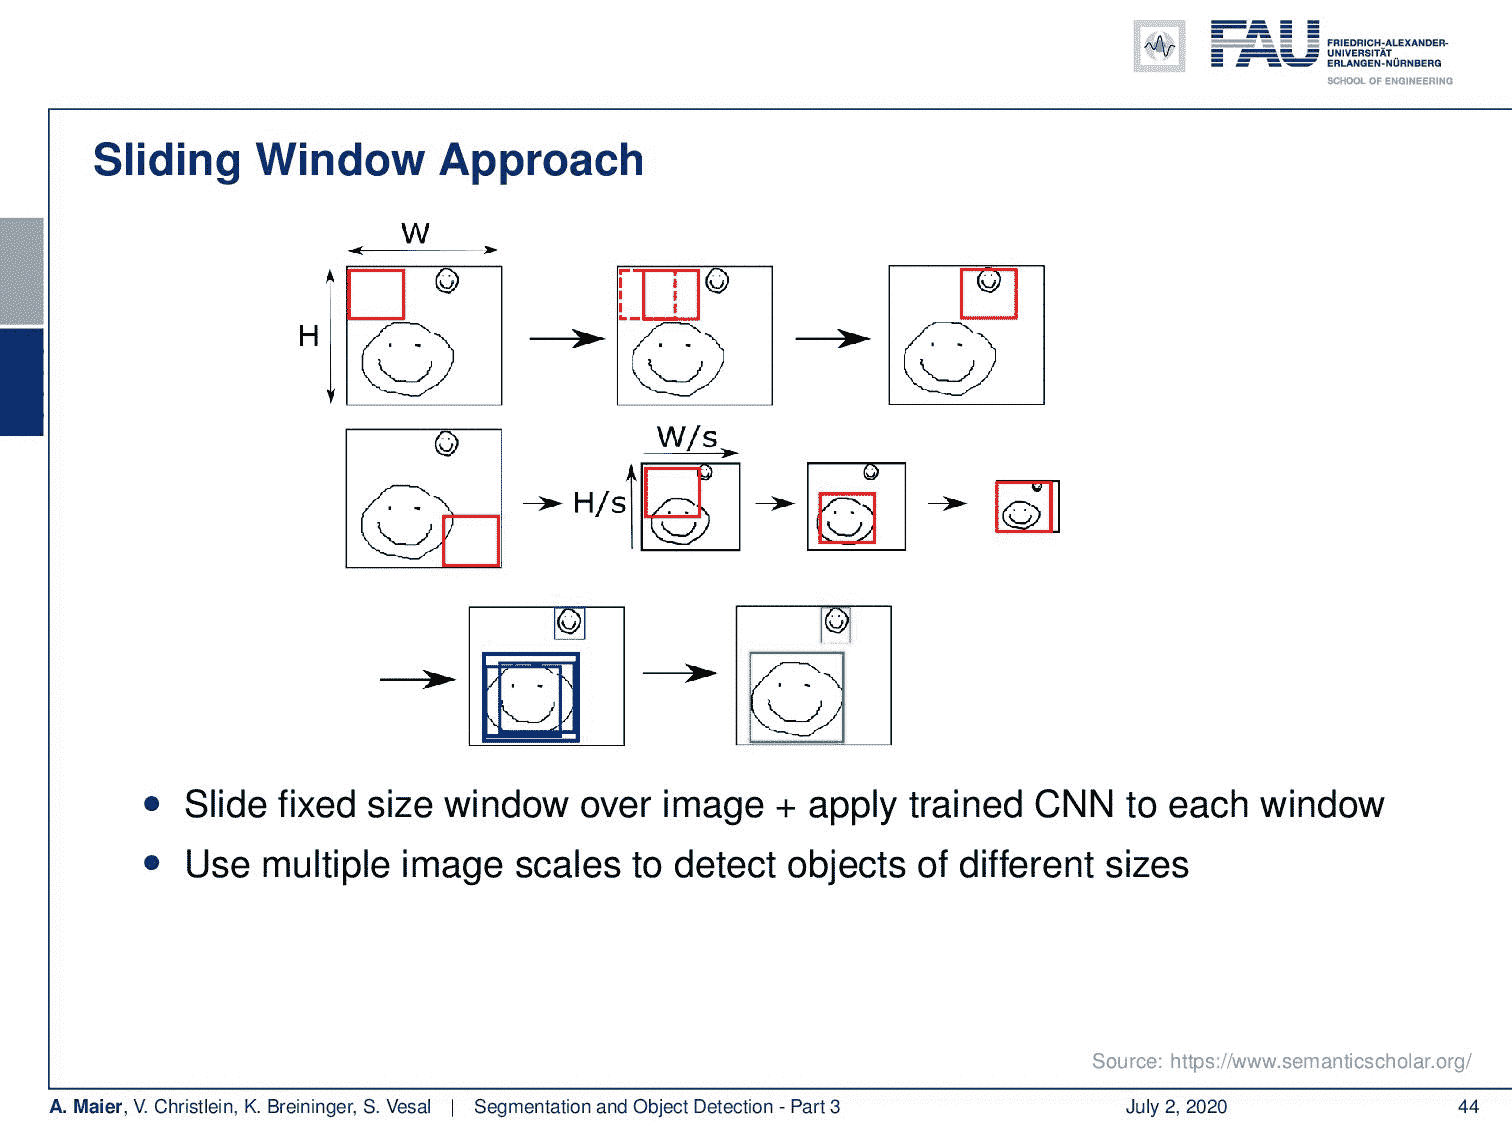 FAU
FRIEDRICH-ALEXANDER-
UNIVERSITÄT
ERLANGEN-NÜRNBERG
SCHOOL OF ENGINEERING
Sliding Window Approach
W
H
W/s
H/s
• Slide fixed size window over image + apply trained CNN to each window
• Use multiple image scales to detect objects of different sizes
Source: https://www.semanticscholar.org/
A. Maier, V. Christlein, K. Breininger, S. Vesal | Segmentation and Object Detection - Part 3 July 2, 2020 44